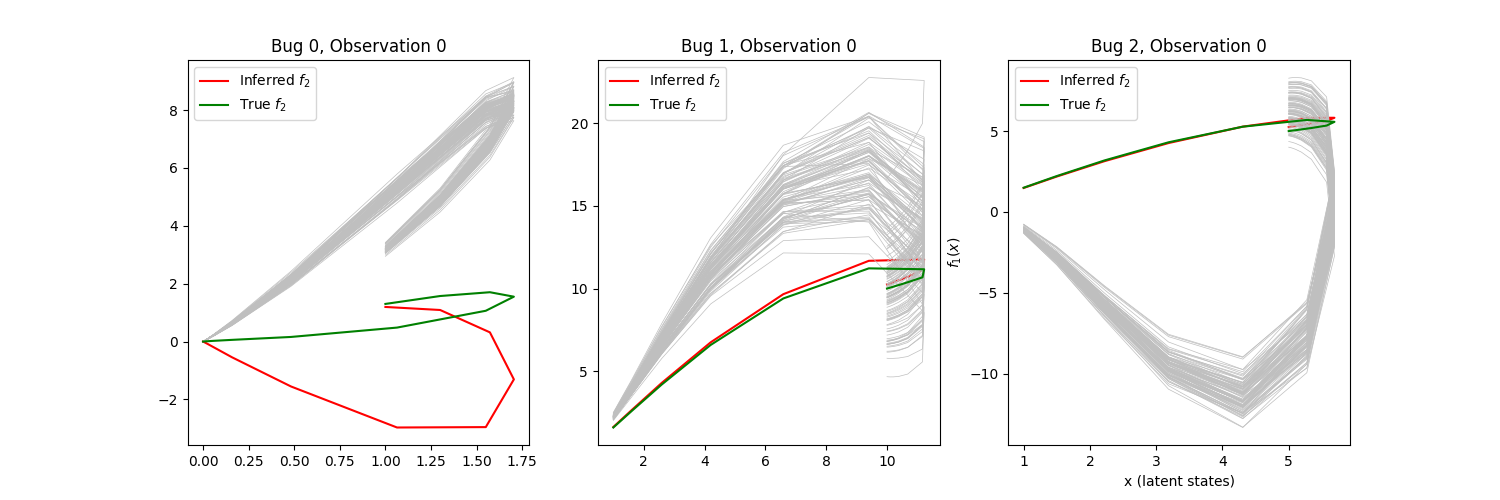 Bug 0, Observation 0
Inferred f₂
True f₂
8
6
4
2
0
−2
0.00 0.25 0.50 0.75 1.00 1.25 1.50 1.75
Bug 1, Observation 0
Inferred f₂
True f₂
20
15
10
5
2 4 6 8 10
Bug 2, Observation 0
Inferred f₂
True f₂
5
0
−5
−10
f₁(x)
1 2 3 4 5
x (latent states)